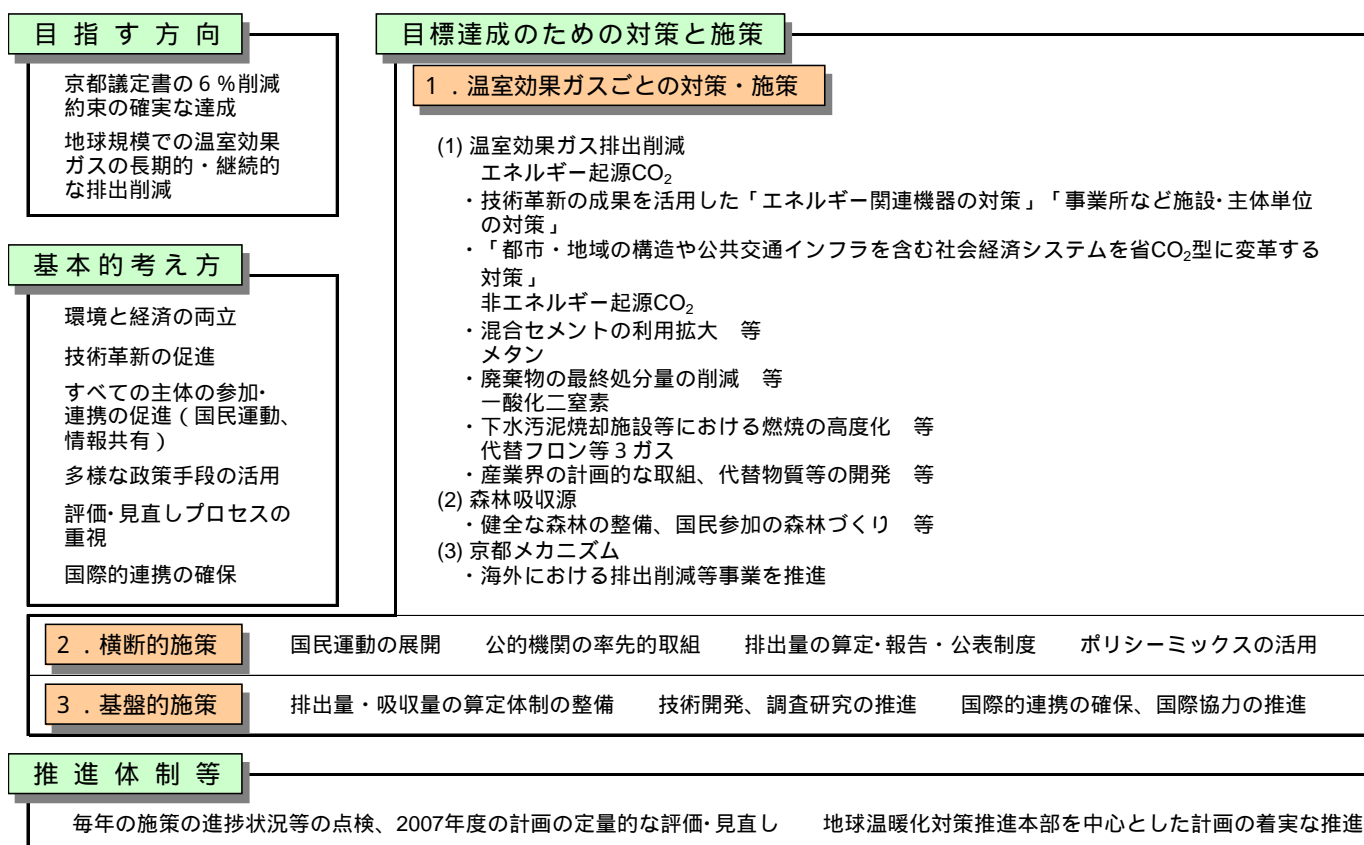 目指す方向
京都議定書の６％削減
約束の確実な達成
地球規模での温室効果
ガスの長期的・継続的
な排出削減
基本的考え方
環境と経済の両立
技術革新の促進
すべての主体の参加・
連携の促進（国民運動、
情報共有）
多様な政策手段の活用
評価・見直しプロセスの
重視
国際的連携の確保
目標達成のための対策と施策
１．温室効果ガスごとの対策・施策
(1) 温室効果ガス排出削減
エネルギー起源CO₂
・技術革新の成果を活用した「エネルギー関連機器の対策」「事業所など施設・主体単位
の対策」
・「都市・地域の構造や公共交通インフラを含む社会経済システムを省CO₂型に変革する
対策」
非エネルギー起源CO₂
・混合セメントの利用拡大　等
メタン
・廃棄物の最終処分量の削減　等
一酸化二窒素
・下水汚泥焼却施設等における燃焼の高度化　等
代替フロン等３ガス
・産業界の計画的な取組、代替物質等の開発　等
(2) 森林吸収源
・健全な森林の整備、国民参加の森林づくり　等
(3) 京都メカニズム
・海外における排出削減等事業を推進
２．横断的施策　国民運動の展開　公的機関の率先的取組　排出量の算定・報告・公表制度　ポリシーミックスの活用
３．基盤的施策　排出量・吸収量の算定体制の整備　技術開発、調査研究の推進　国際的連携の確保、国際協力の推進
推進体制等
毎年の施策の進捗状況等の点検、2007年度の計画の定量的な評価・見直し　地球温暖化対策推進本部を中心とした計画の着実な推進